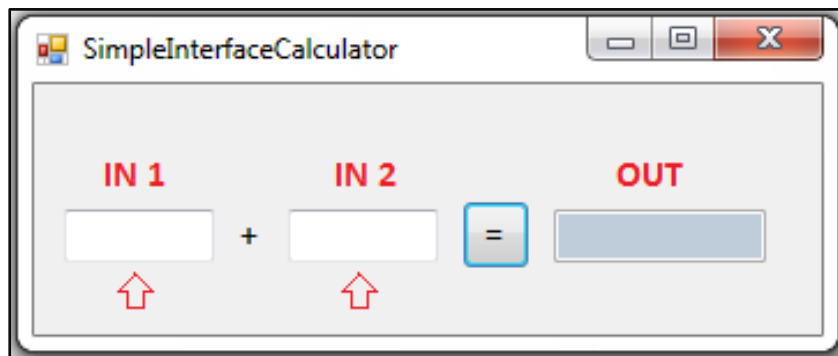 SimpleInterfaceCalculator
IN 1 IN 2 OUT
+ =